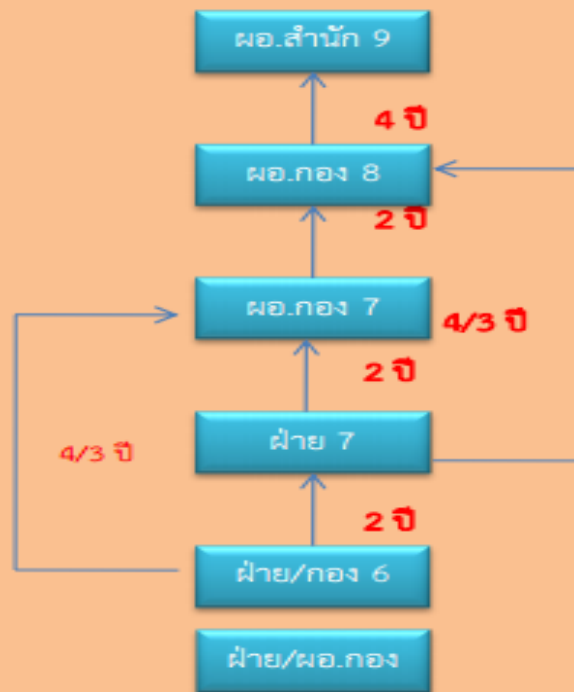 ผอ.สำนัก 9
4 ปี
ผอ.กอง 8
2 ปี
ผอ.กอง 7
4/3 ปี
2 ปี
ฝ่าย 7
4/3 ปี
2 ปี
ฝ่าย/กอง 6
ฝ่าย/ผอ.กอง